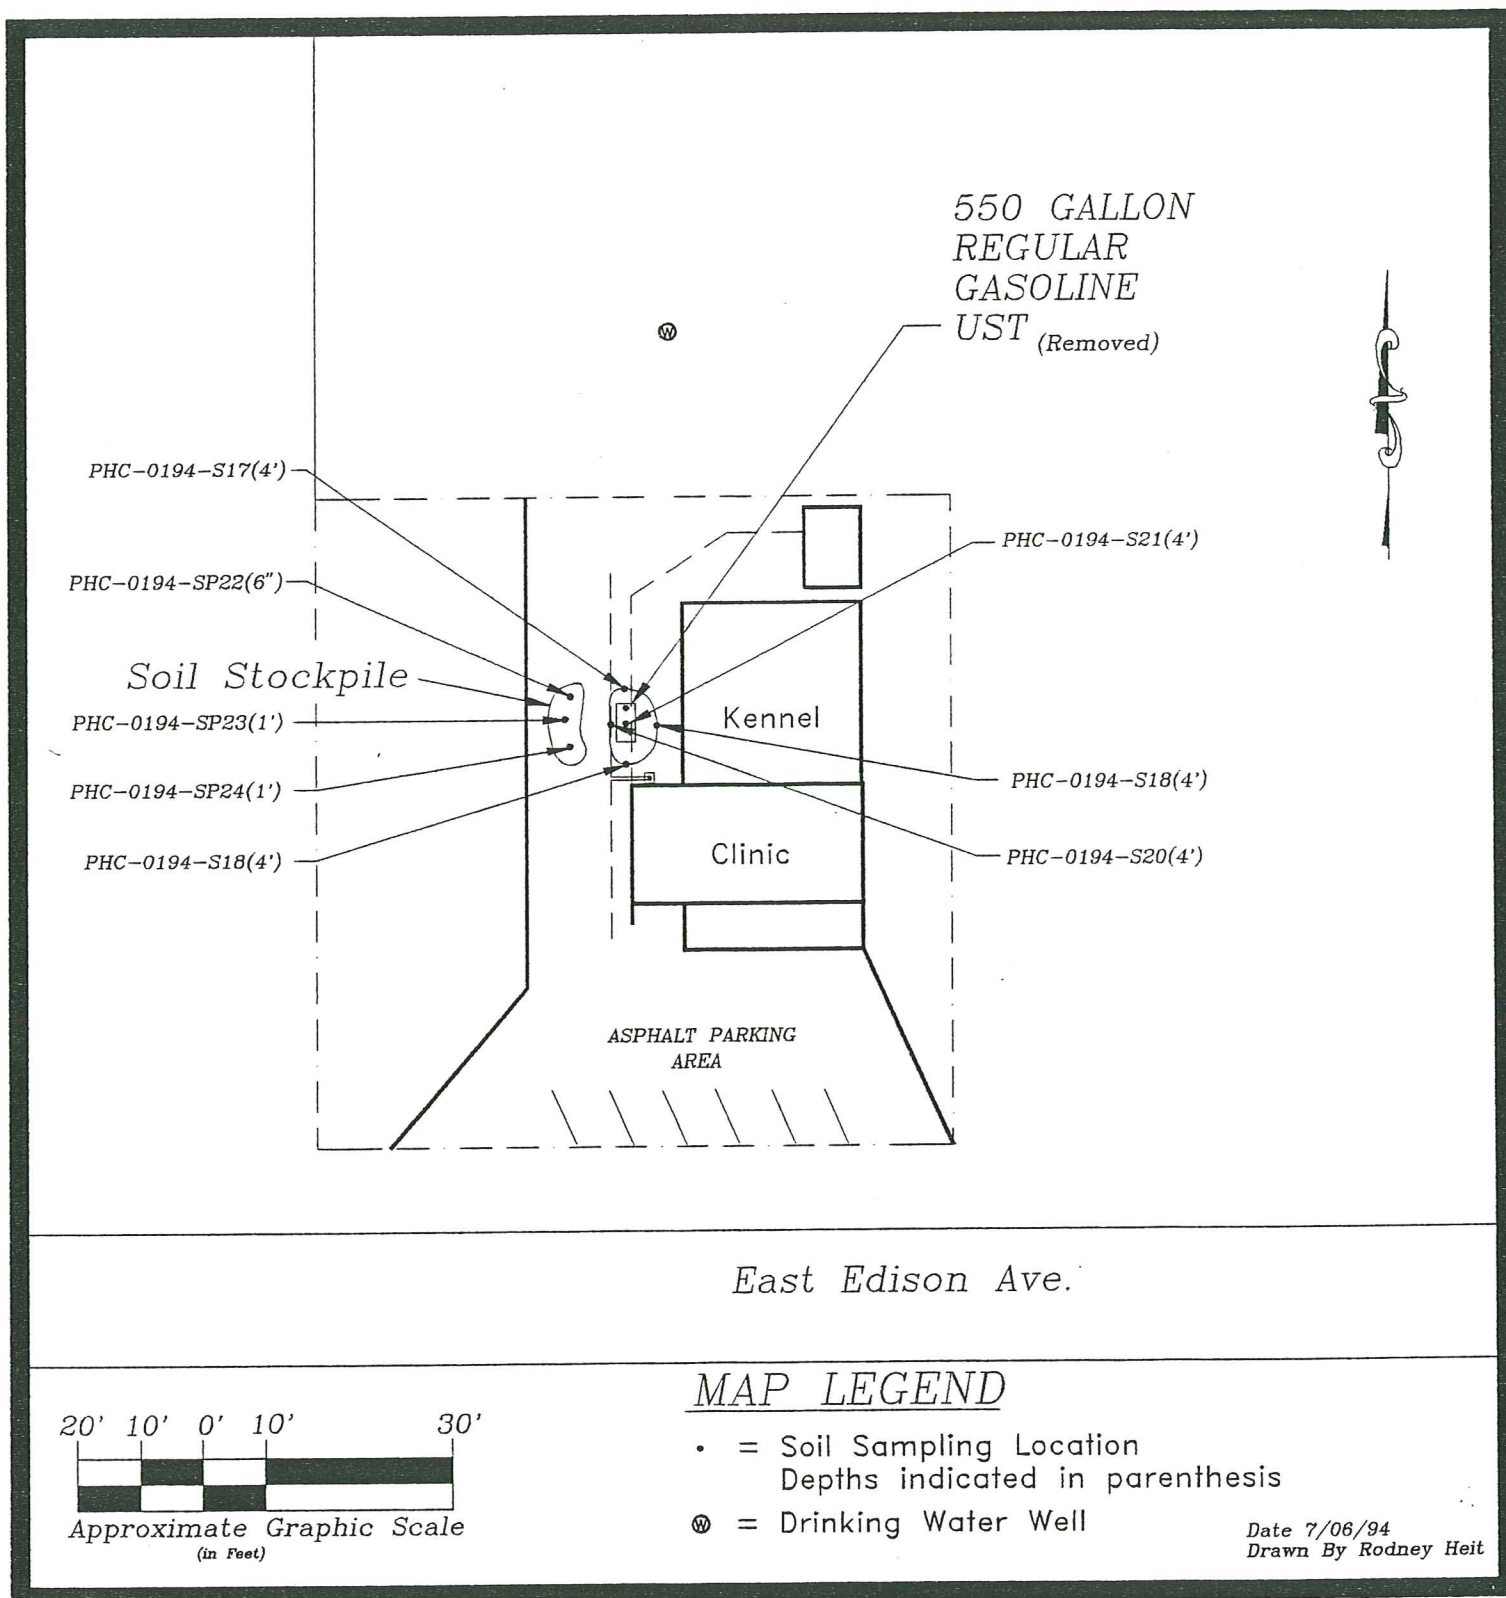 550 GALLON
REGULAR
GASOLINE
UST (Removed)
W
PHC-0194-S17(4')
PHC-0194-S21(4')
PHC-0194-SP22(6")
Soil Stockpile
PHC-0194-SP23(1')
Kennel
PHC-0194-SP24(1')
PHC-0194-S18(4')
PHC-0194-S18(4')
Clinic
PHC-0194-S20(4')
ASPHALT PARKING
AREA
East Edison Ave.
20' 10' 0' 10' 30'
Approximate Graphic Scale
(in Feet)
MAP LEGEND
• = Soil Sampling Location
Depths indicated in parenthesis
W = Drinking Water Well
Date 7/06/94
Drawn By Rodney Heit